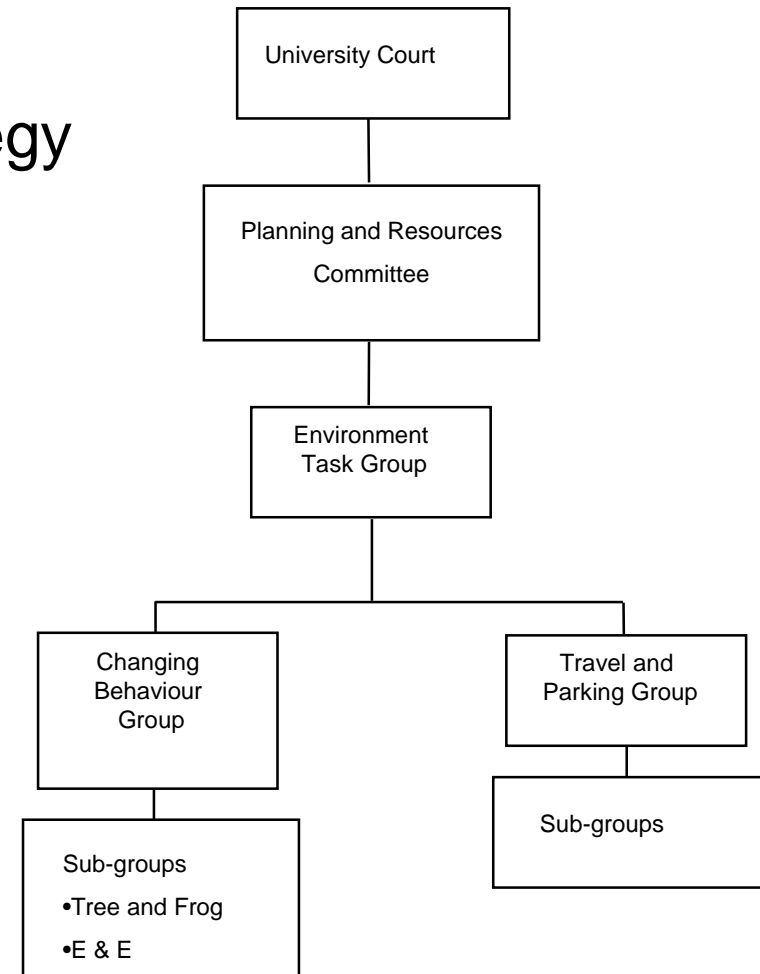 egy
University Court
Planning and Resources
Committee
Environment
Task Group
Changing
Behaviour
Group
Travel and
Parking Group
Sub-groups
Sub-groups
•Tree and Frog
•E & E